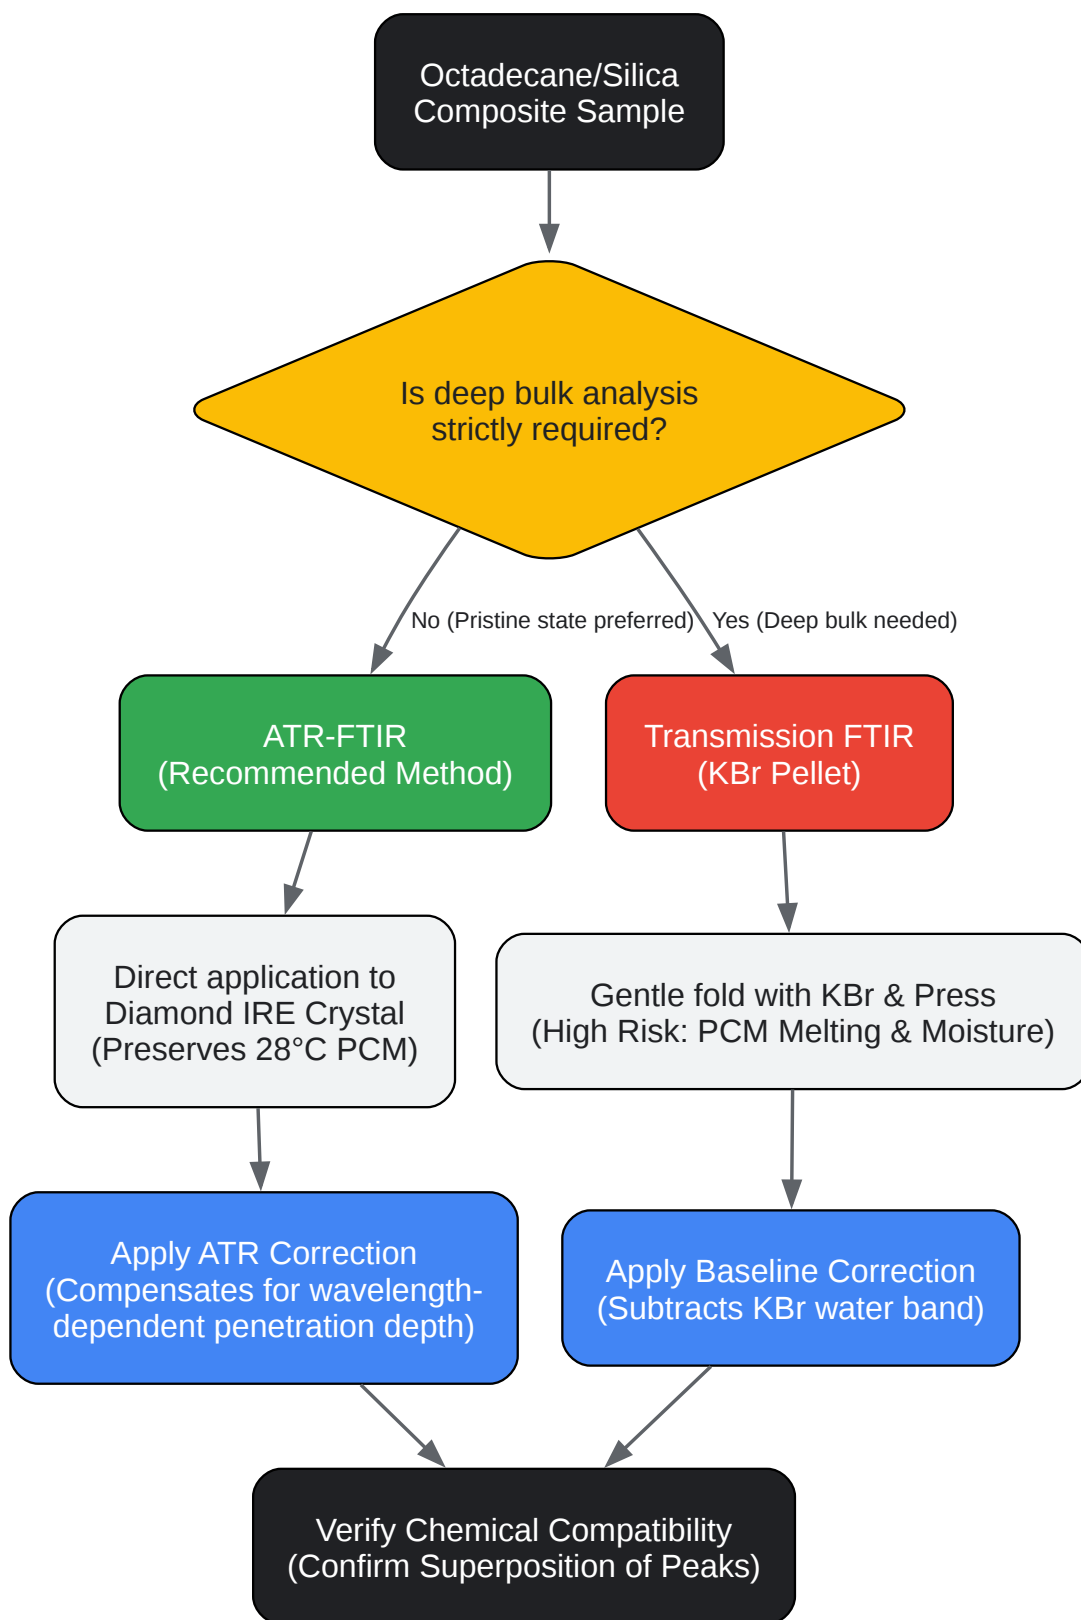 Octadecane/Silica
Composite Sample
Is deep bulk analysis
strictly required?
No (Pristine state preferred)
Yes (Deep bulk needed)
ATR-FTIR
(Recommended Method)
Transmission FTIR
(KBr Pellet)
Direct application to
Diamond IRE Crystal
(Preserves 28°C PCM)
Gentle fold with KBr & Press
(High Risk: PCM Melting & Moisture)
Apply ATR Correction
(Compensates for wavelength-
dependent penetration depth)
Apply Baseline Correction
(Subtracts KBr water band)
Verify Chemical Compatibility
(Confirm Superposition of Peaks)